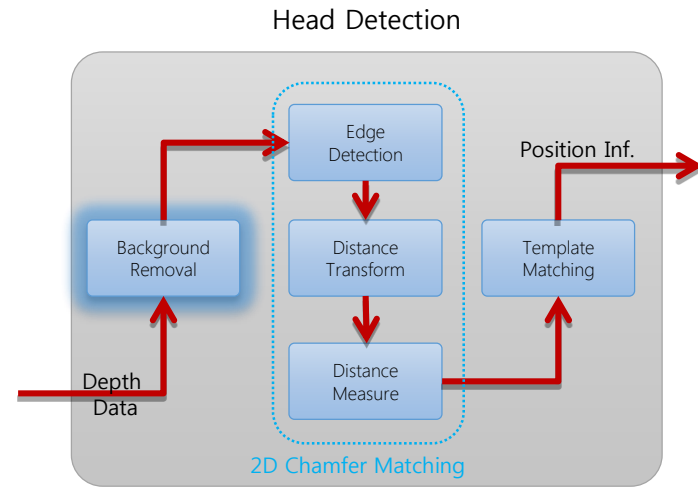 Head Detection
Depth
Data
Background
Removal
Edge
Detection
Distance
Transform
Distance
Measure
2D Chamfer Matching
Template
Matching
Position Inf.